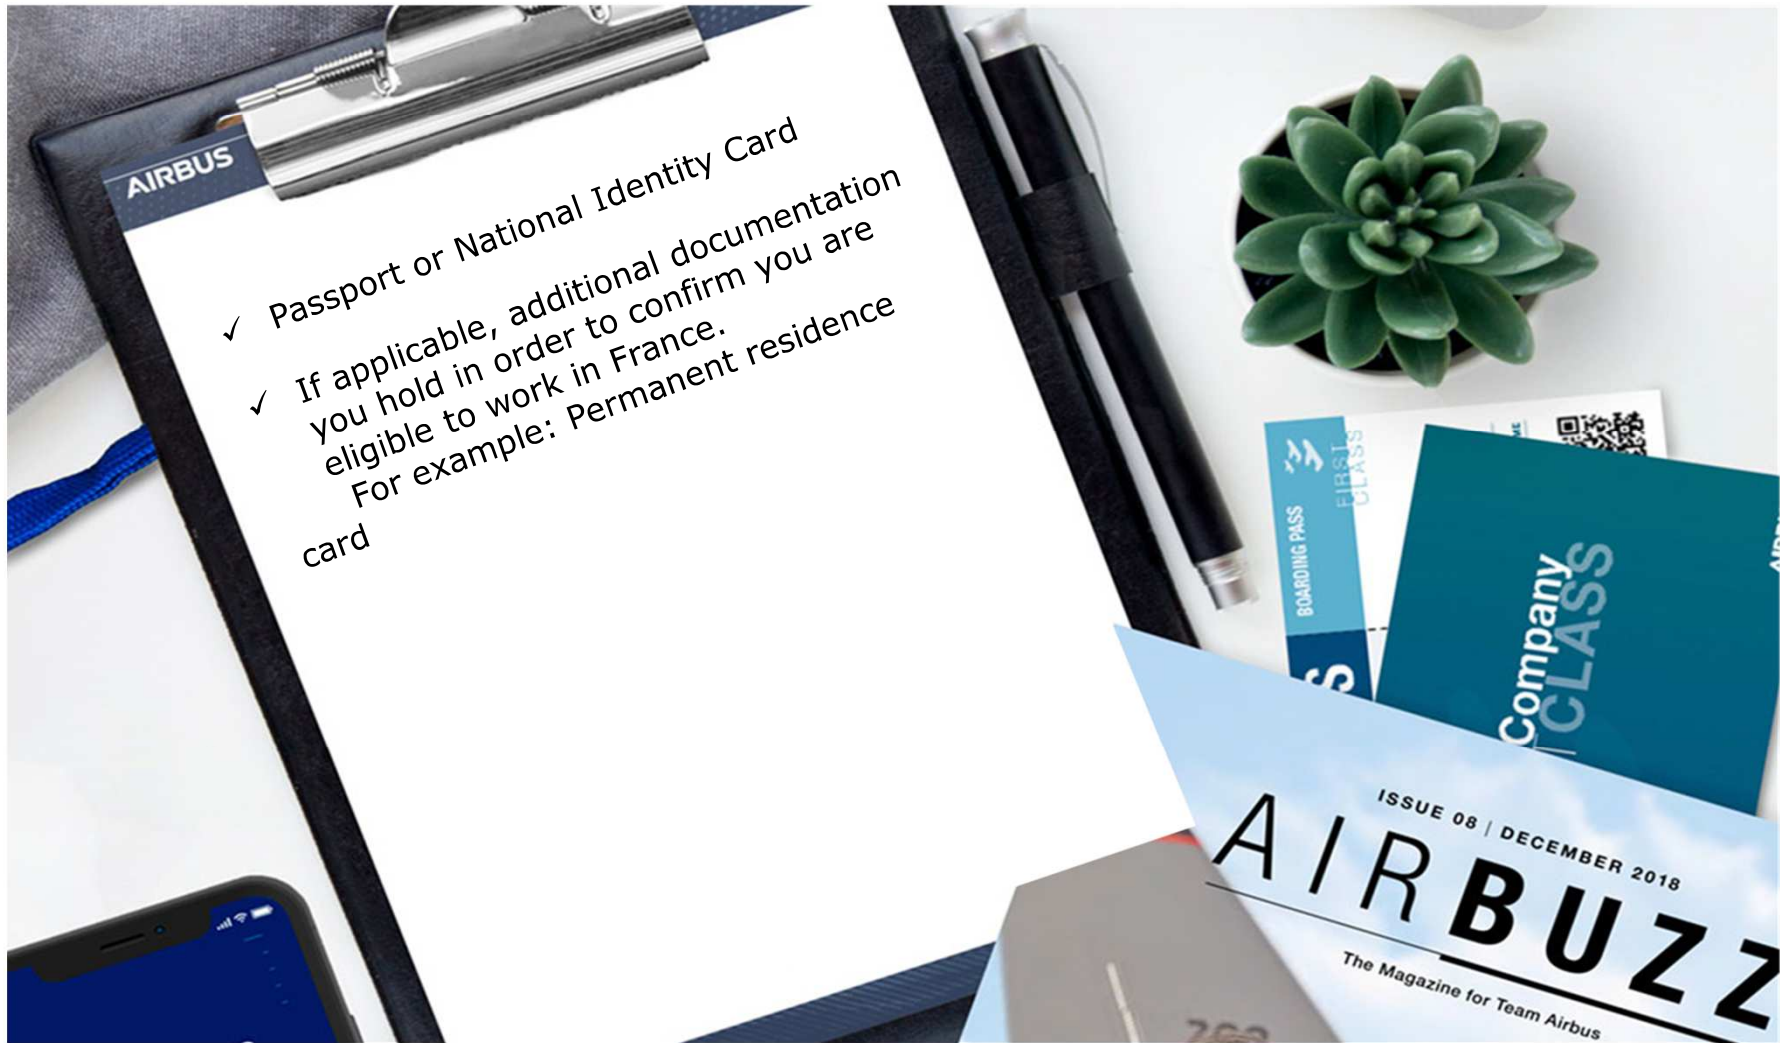 AIRBUS
✓ Passport or National Identity Card
✓ If applicable, additional documentation
you hold in order to confirm you are
eligible to work in France.
For example: Permanent residence
card
BOARDING PASS
FIRST
CLASS
Company
CLASS
ISSUE 08 | DECEMBER 2018
AIRBUZZ
The Magazine for Team Airbus